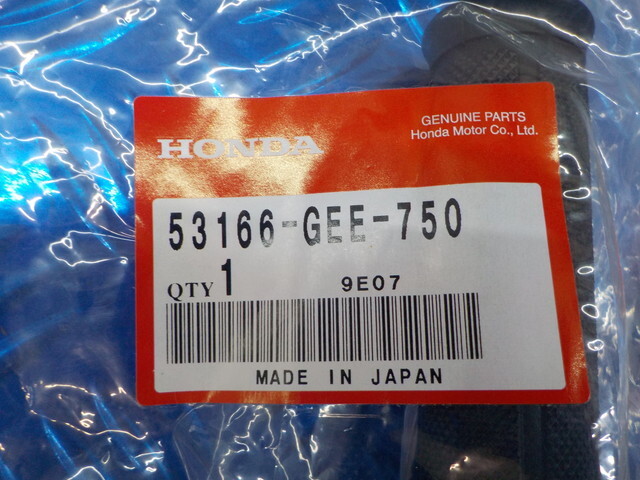 HONDA
GENUINE PARTS
Honda Motor Co., Ltd.
53166-GEE-750
QTY 1
9E07
MADE IN JAPAN